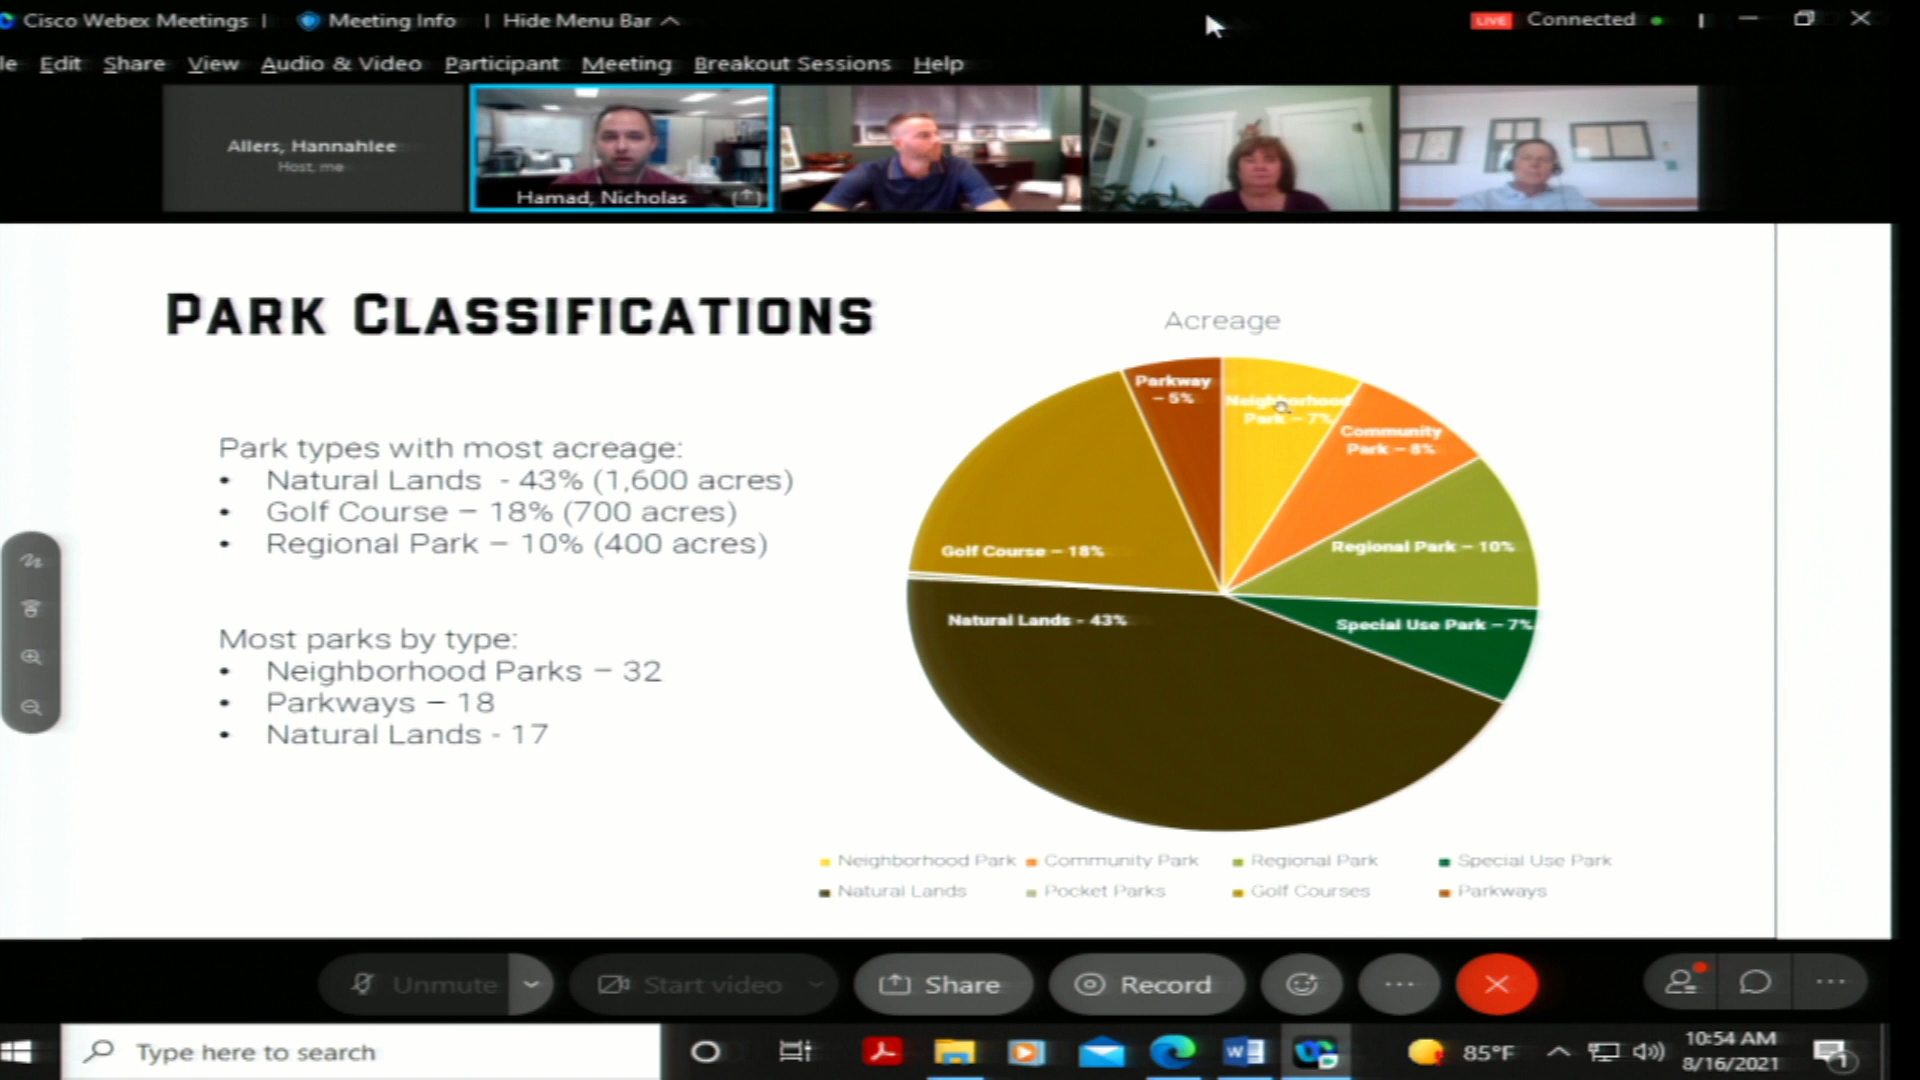 Cisco Webex Meetings | Meeting Info | Hide Menu Bar
LIVE Connected
le Edit Share View Audio & Video Participant Meeting Breakout Sessions Help
Allers, Hannahlee
Host, me
Hamad, Nicholas
PARK CLASSIFICATIONS
Park types with most acreage:
• Natural Lands - 43% (1,600 acres)
• Golf Course – 18% (700 acres)
• Regional Park – 10% (400 acres)
Most parks by type:
• Neighborhood Parks – 32
• Parkways – 18
• Natural Lands - 17
Acreage
Parkway
– 5%
Neighborhood
Park – 7%
Community
Park – 8%
Regional Park – 10%
Special Use Park – 7%
Golf Course – 18%
Natural Lands - 43%
Neighborhood Park Community Park Regional Park Special Use Park
Natural Lands Pocket Parks Golf Courses Parkways
Unmute Start video Share Record
Type here to search
85°F
10:54 AM
8/16/2021
1